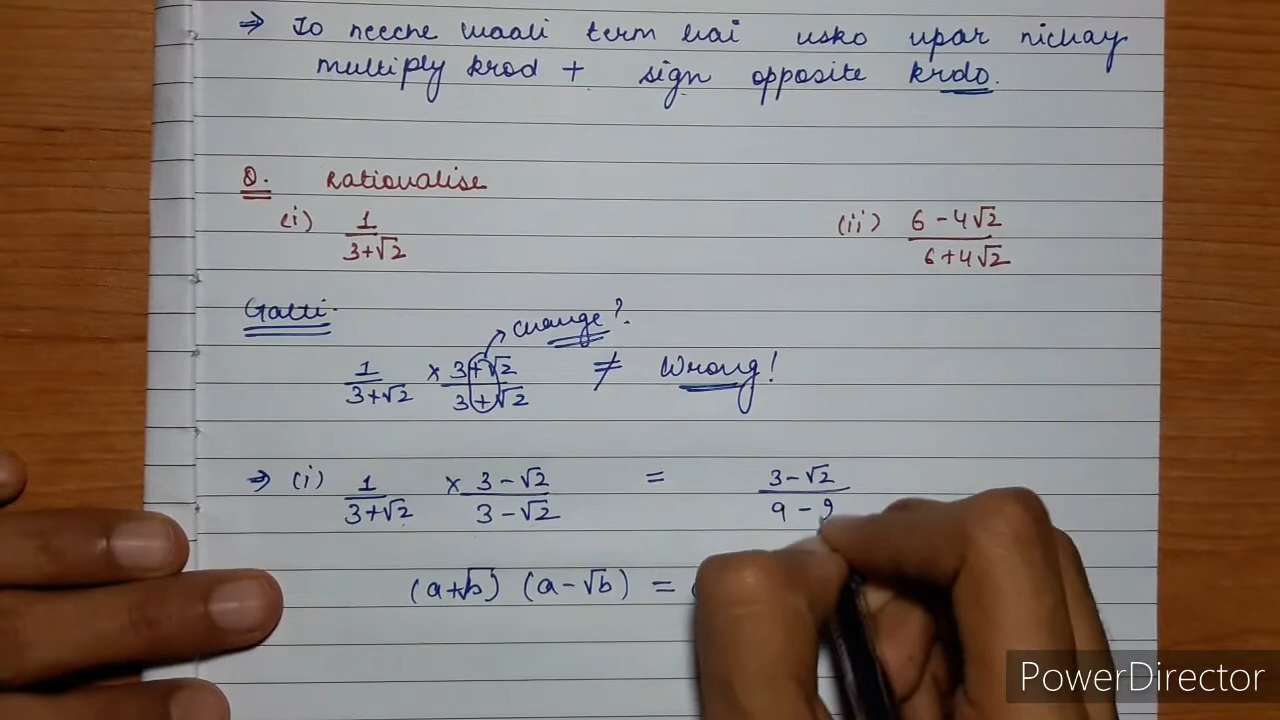 ⇒ Jo neeche waali term hai usko upar nichay
multiply krod + sign opposite krdo.
Q. Rationalise
(i) 1/(3+√2) (ii) (6-4√2)/(6+4√2)
Galti.
change?
1/(3+√2) × (3+√2)/(3+√2) ≠ Wrong!
⇒ (i) 1/(3+√2) × (3-√2)/(3-√2) = (3-√2)/(9-
(a+√b) (a-√b) =
PowerDirector